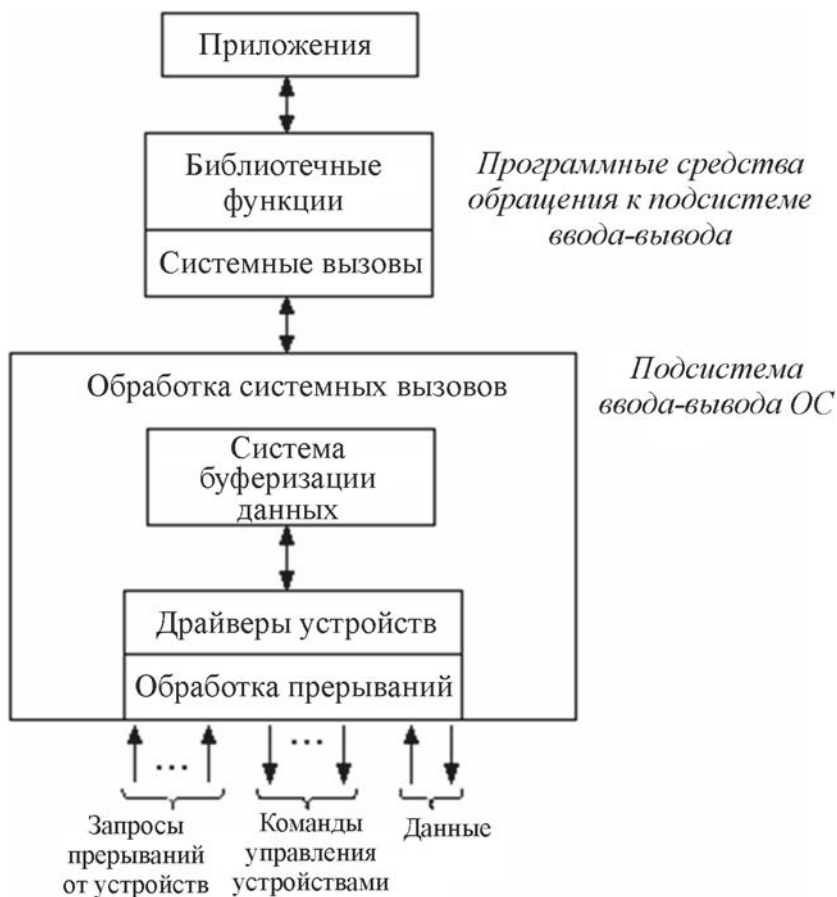 Приложения
Библиотечные
функции
Системные вызовы
Программные средства
обращения к подсистеме
ввода-вывода
Подсистема
ввода-вывода ОС
Обработка системных вызовов
Система
буферизации
данных
Драйверы устройств
Обработка прерываний
...
...
Запросы
прерываний
от устройств
Команды
управления
устройствами
Данные